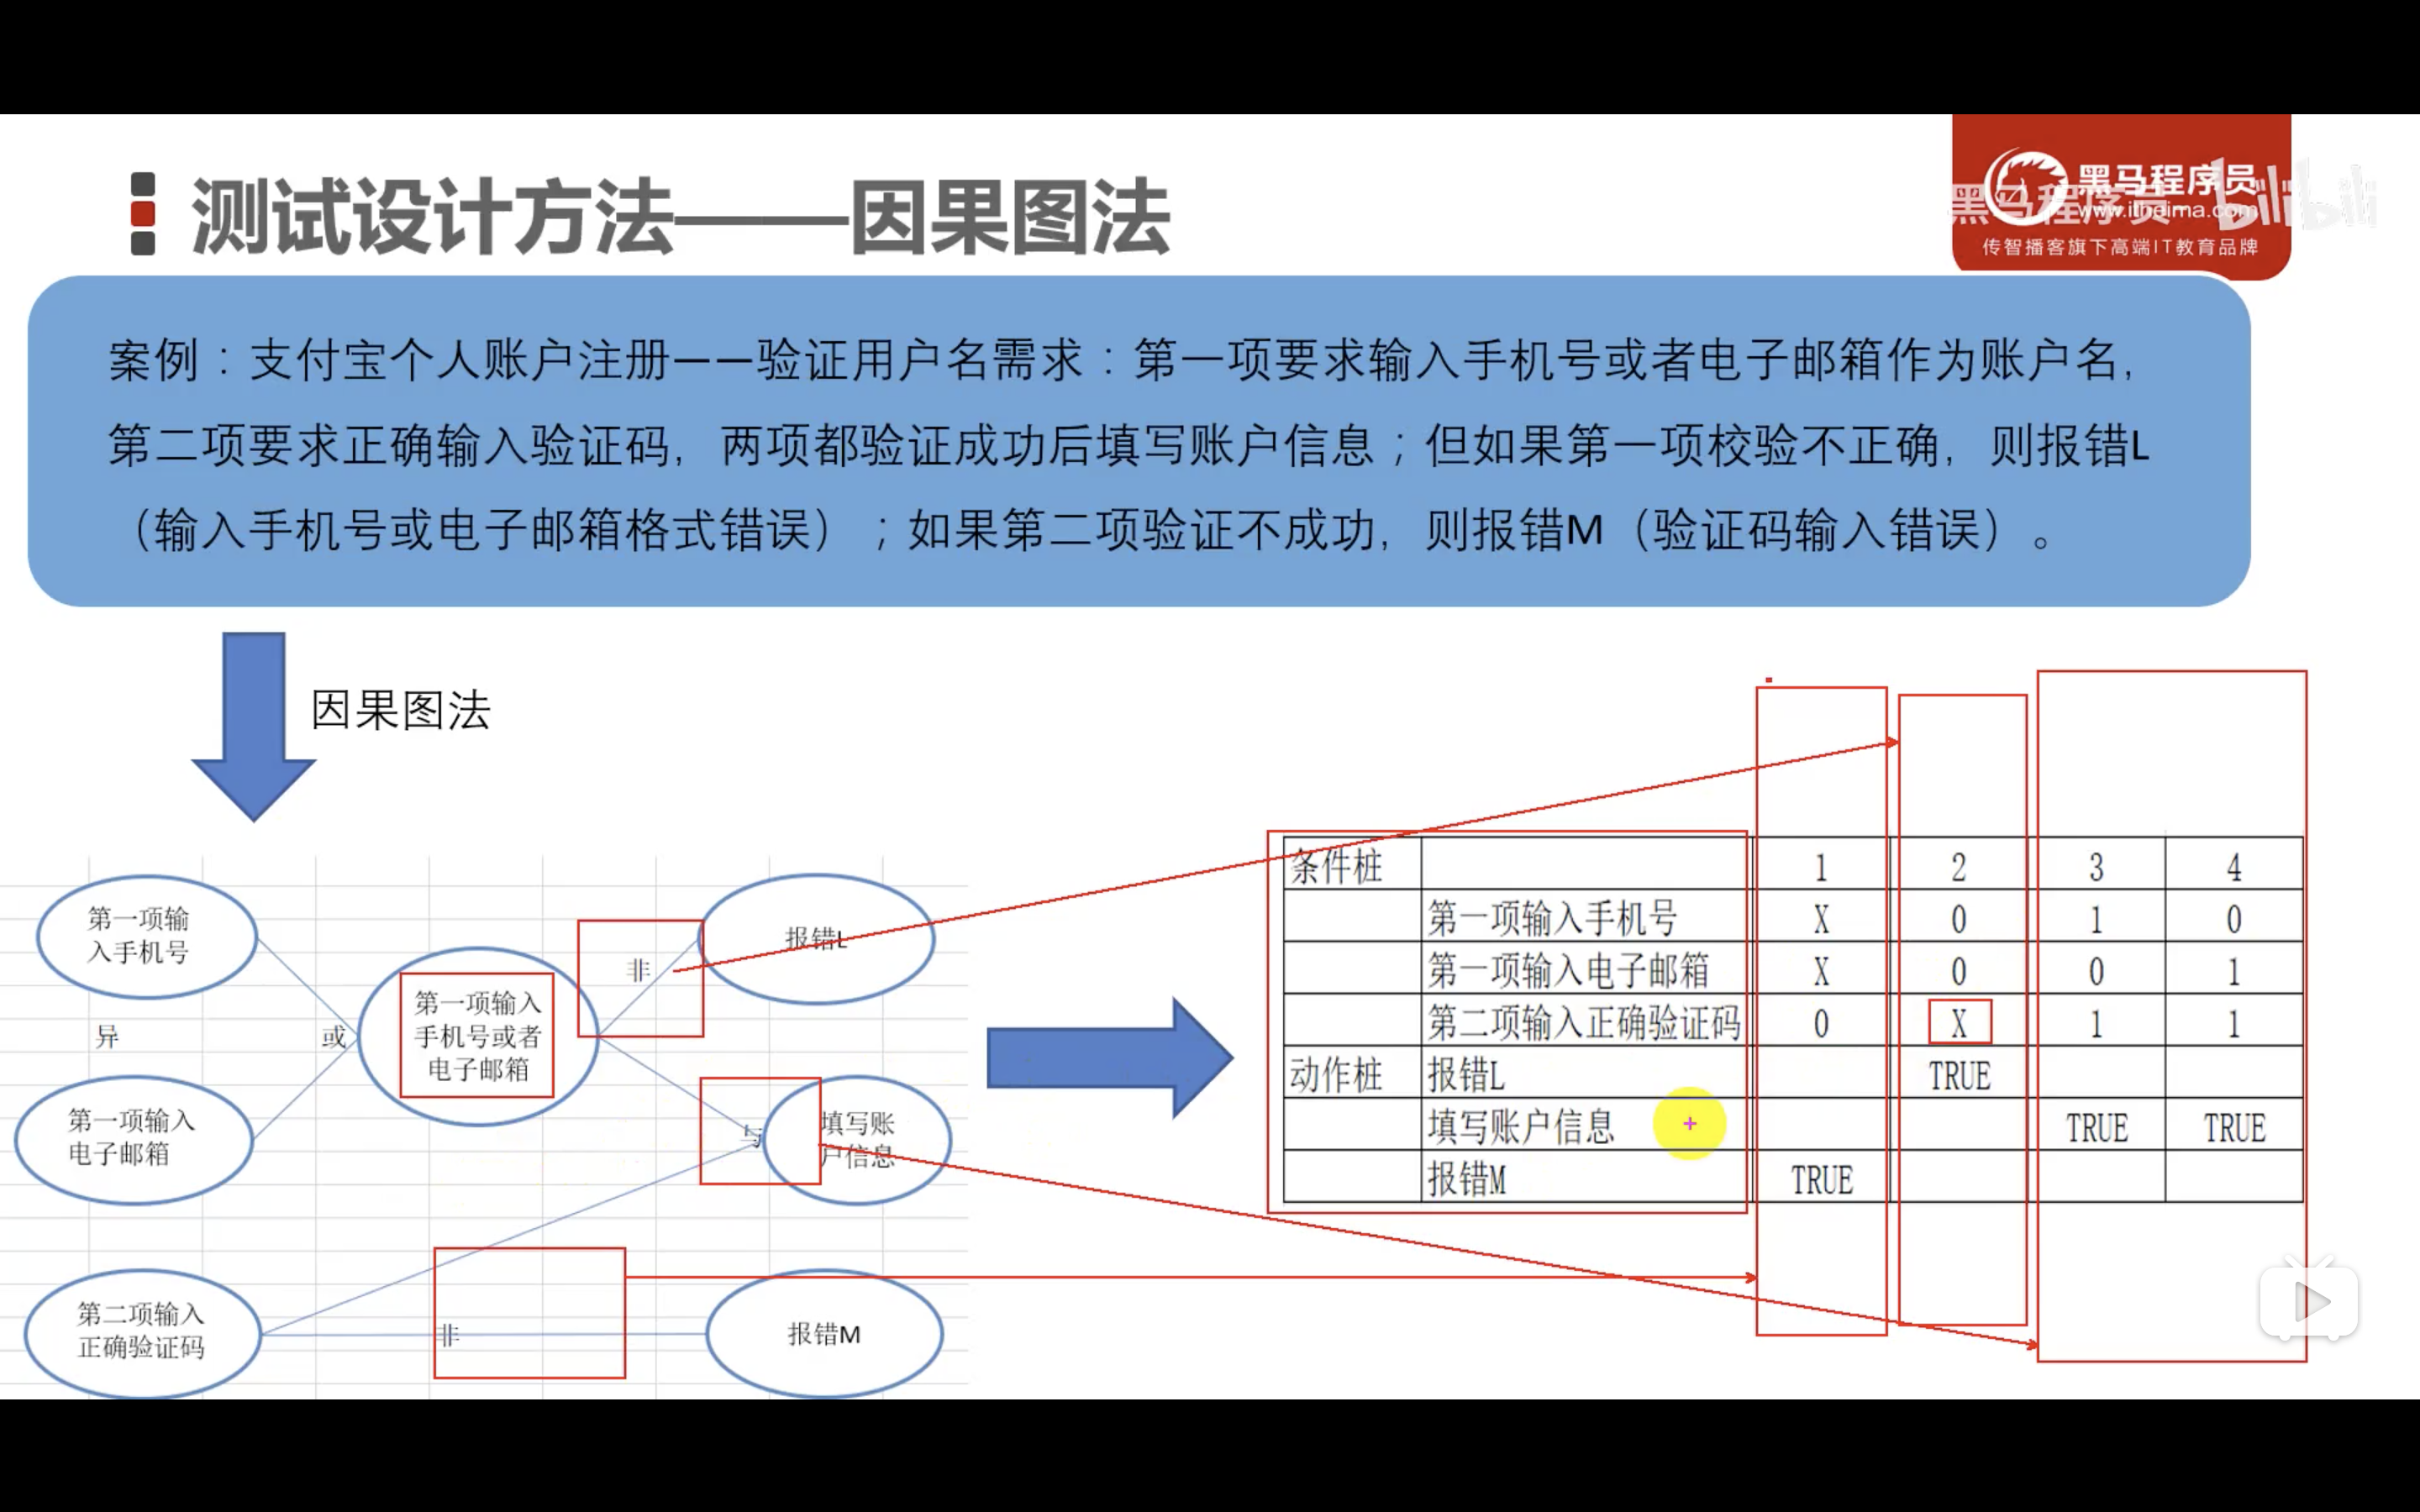 测试设计方法——因果图法
黑马程序员
www.itheima.com
传智播客旗下高端IT教育品牌
黑马程序员 bilibili
案例：支付宝个人账户注册——验证用户名需求：第一项要求输入手机号或者电子邮箱作为账户名，
第二项要求正确输入验证码，两项都验证成功后填写账户信息；但如果第一项校验不正确，则报错L
（输入手机号或电子邮箱格式错误）；如果第二项验证不成功，则报错M（验证码输入错误）。
因果图法
第一项输
入手机号
异
第一项输入
电子邮箱
或
第一项输入
手机号或者
电子邮箱
非
报错L
与
填写账
户信息
第二项输入
正确验证码
非
报错M
条件桩 1 2 3 4
第一项输入手机号 X 0 1 0
第一项输入电子邮箱 X 0 0 1
第二项输入正确验证码 0 X 1 1
动作桩 报错L TRUE
填写账户信息 TRUE TRUE
报错M TRUE